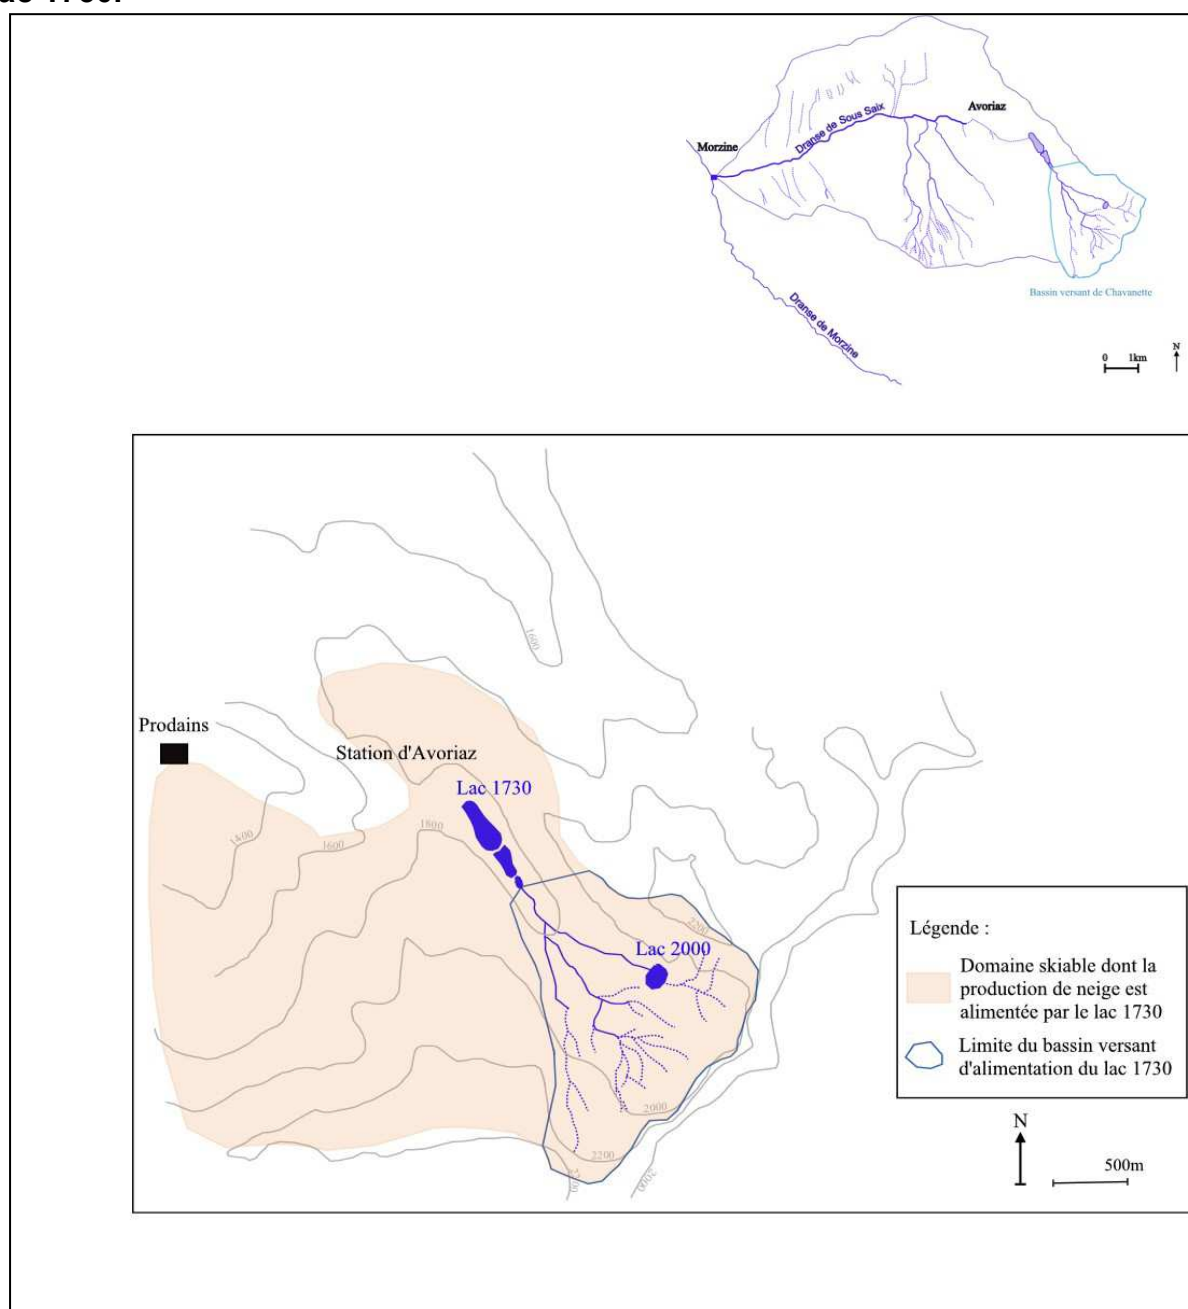 Avoriaz
Dranse de Sous Saix
Morzine
Dranse de Morzine
Bassin versant de Chavanette
0 1km
N
1600
Prodains
Station d'Avoriaz
Lac 1730
1800
1400
1600
2200
Lac 2000
Légende :
Domaine skiable dont la
production de neige est
alimentée par le lac 1730
Limite du bassin versant
d'alimentation du lac 1730
2000
2200
2000
N
500m